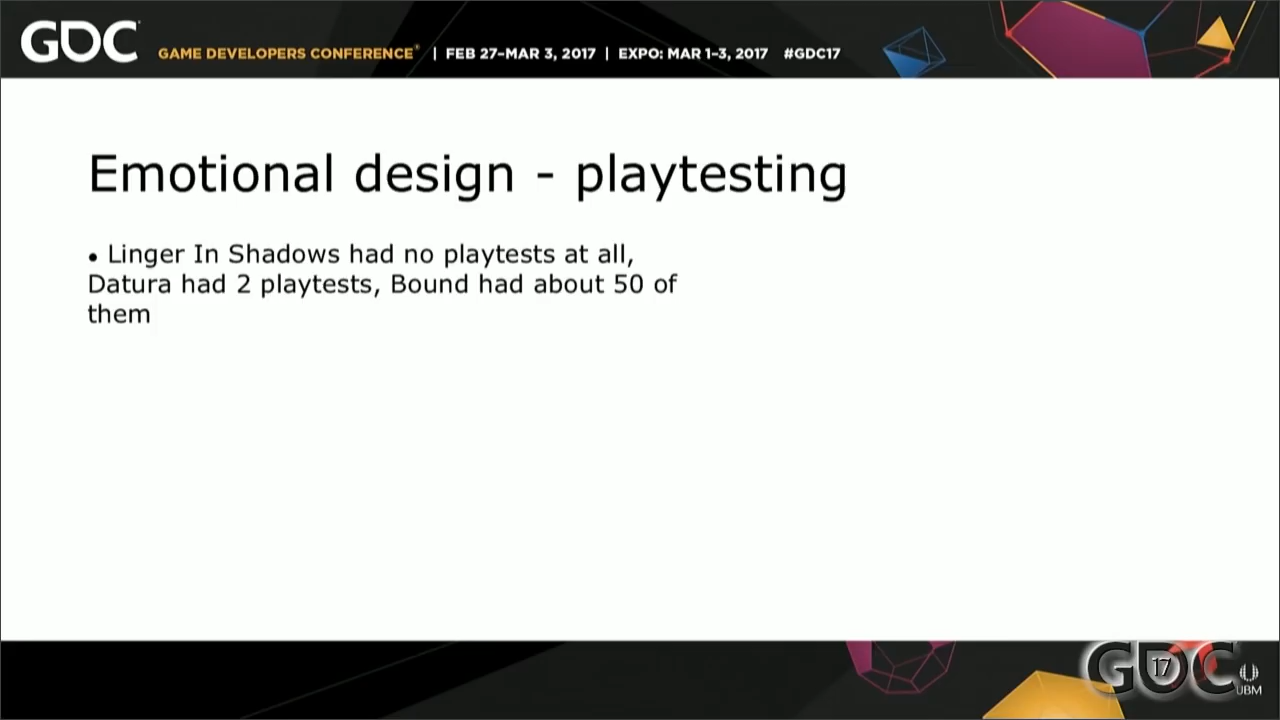 GDC GAME DEVELOPERS CONFERENCE® | FEB 27–MAR 3, 2017 | EXPO: MAR 1–3, 2017 #GDC17
Emotional design - playtesting
• Linger In Shadows had no playtests at all,
Datura had 2 playtests, Bound had about 50 of
them
GDC 17
UBM